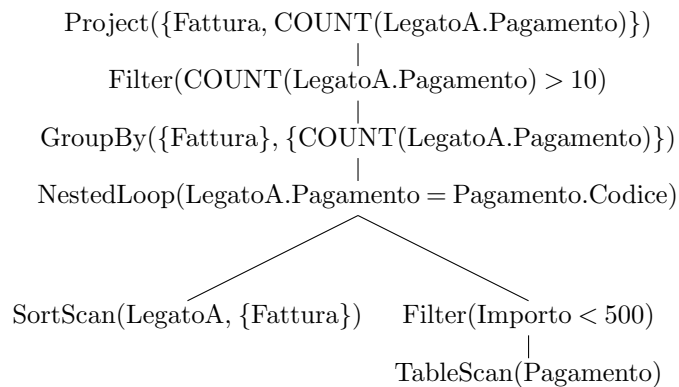 Project({Fattura, COUNT(LegatoA.Pagamento)})
Filter(COUNT(LegatoA.Pagamento) > 10)
GroupBy({Fattura}, {COUNT(LegatoA.Pagamento)})
NestedLoop(LegatoA.Pagamento = Pagamento.Codice)
SortScan(LegatoA, {Fattura}) Filter(Importo < 500)
TableScan(Pagamento)